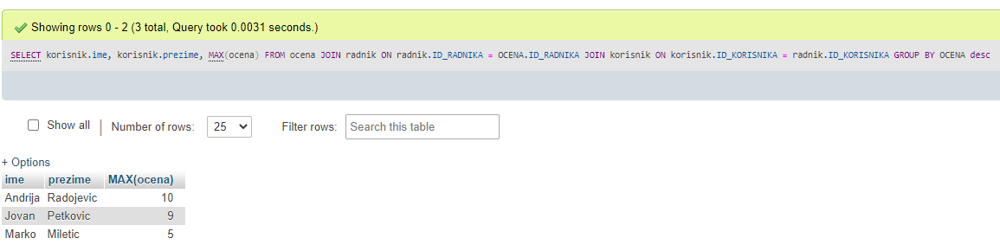 Showing rows 0 - 2 (3 total, Query took 0.0031 seconds.)
SELECT korisnik.ime, korisnik.prezime, MAX(ocena) FROM ocena JOIN radnik ON radnik.ID_RADNIKA = OCENA.ID_RADNIKA JOIN korisnik ON korisnik.ID_KORISNIKA = radnik.ID_KORISNIKA GROUP BY OCENA desc
Show all Number of rows: 25 Filter rows: Search this table
+ Options
ime prezime MAX(ocena)
Andrija Radojevic 10
Jovan Petkovic 9
Marko Miletic 5